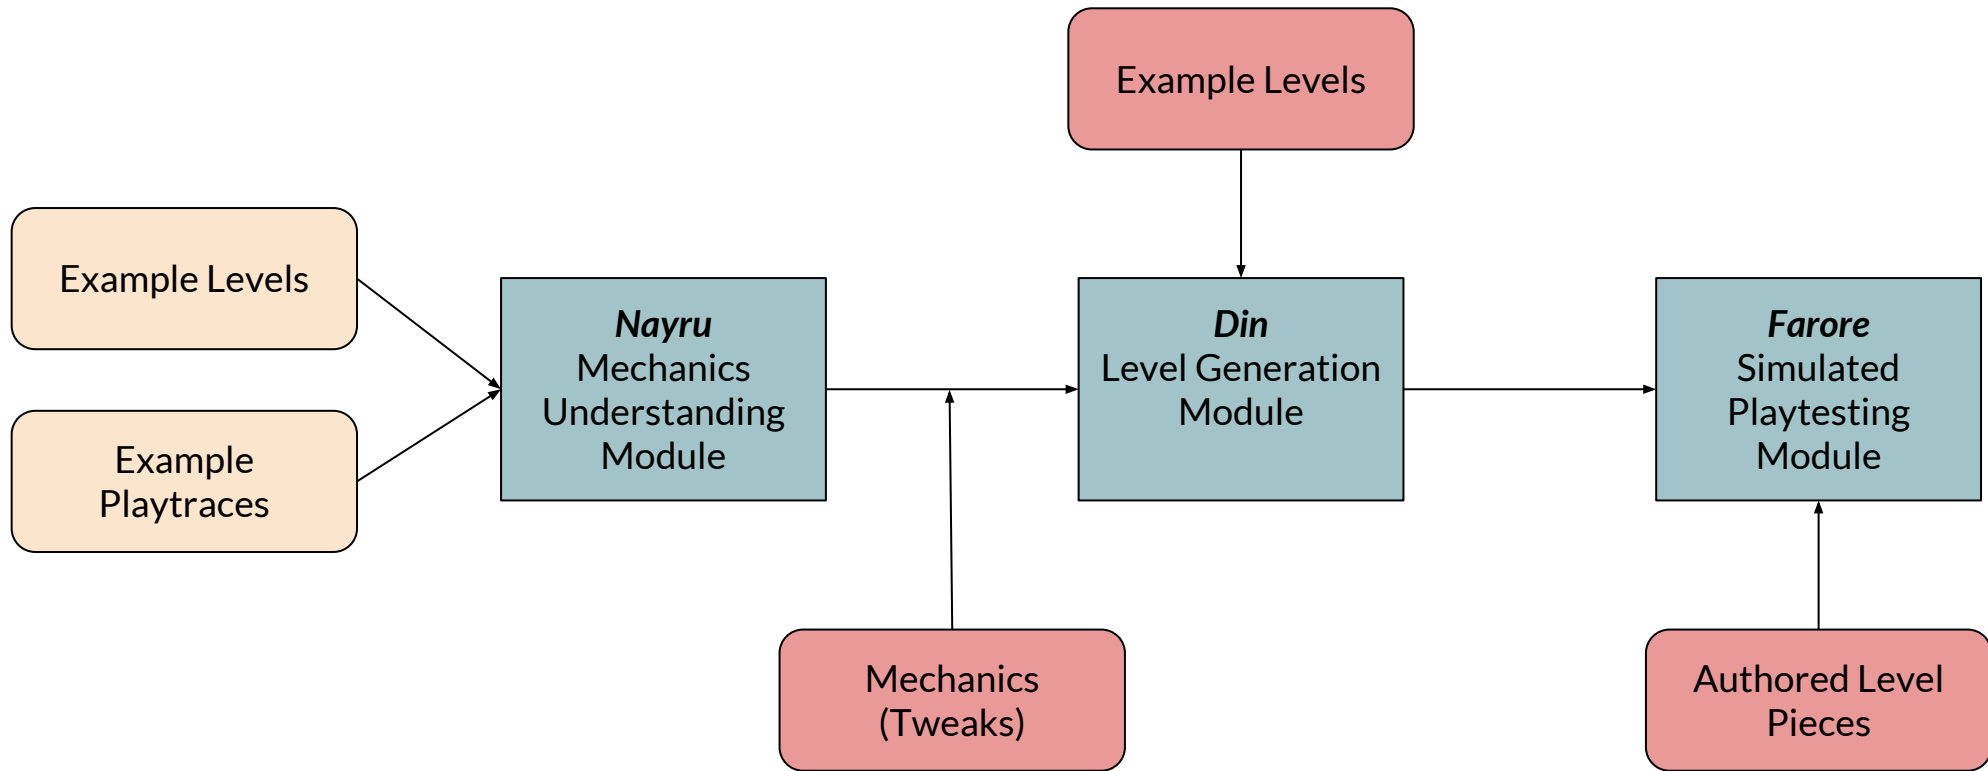 Example Levels
Example Levels
Example
Playtraces
Nayru
Mechanics
Understanding
Module
Din
Level Generation
Module
Farore
Simulated
Playtesting
Module
Mechanics
(Tweaks)
Authored Level
Pieces